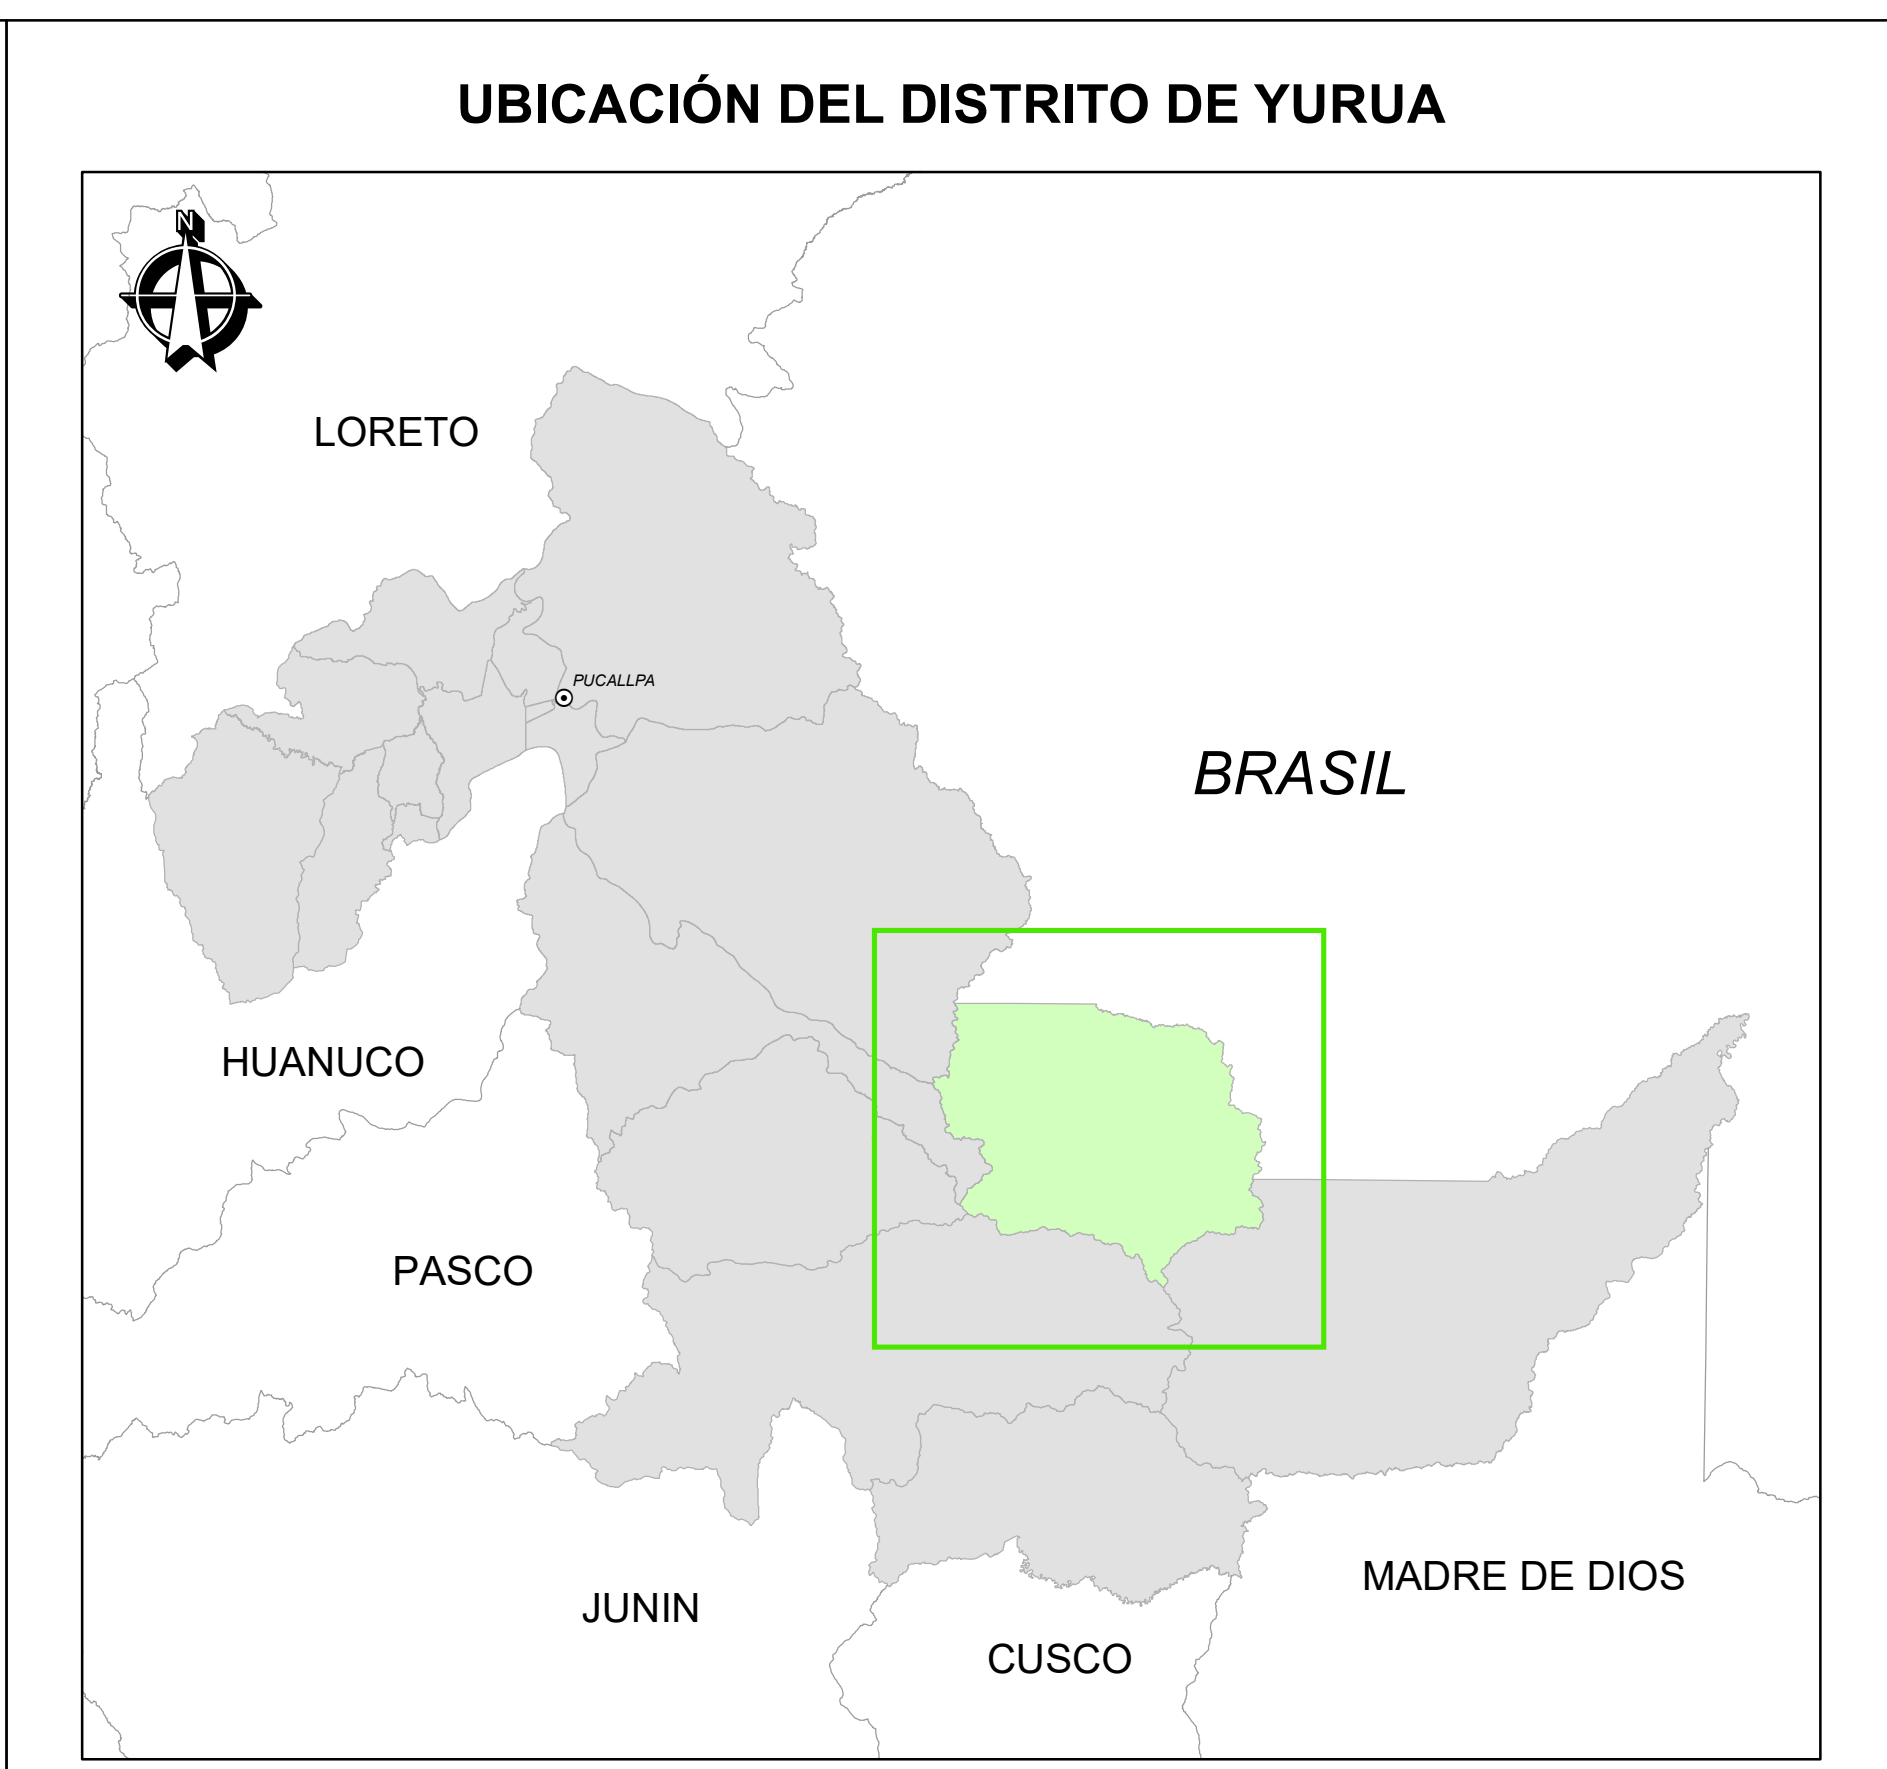 UBICACIÓN DEL DISTRITO DE YURUA
N
LORETO
PUCALLPA
BRASIL
HUANUCO
PASCO
MADRE DE DIOS
JUNIN
CUSCO